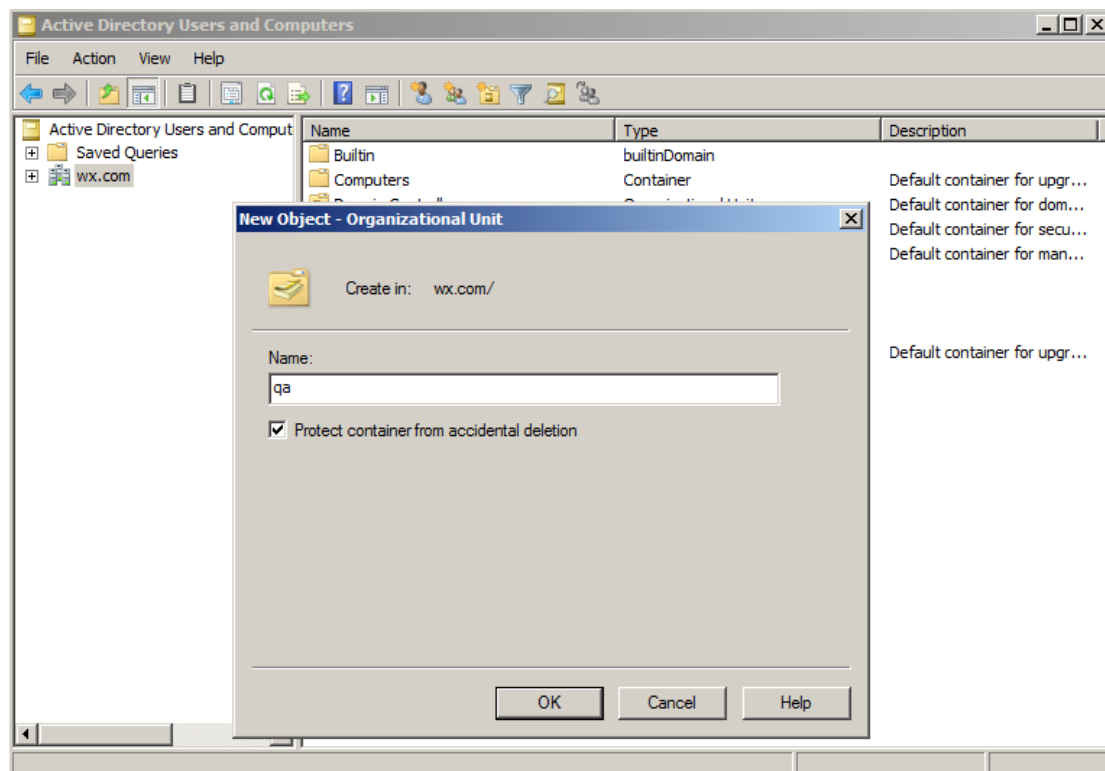 Active Directory Users and Computers
File Action View Help
Active Directory Users and Comput
Saved Queries
wx.com
Name Type Description
Builtin builtinDomain
Computers Container Default container for upgr...
Default container for dom...
Default container for secu...
Default container for man...
Default container for upgr...
New Object - Organizational Unit
Create in: wx.com/
Name:
qa
Protect container from accidental deletion
OK Cancel Help